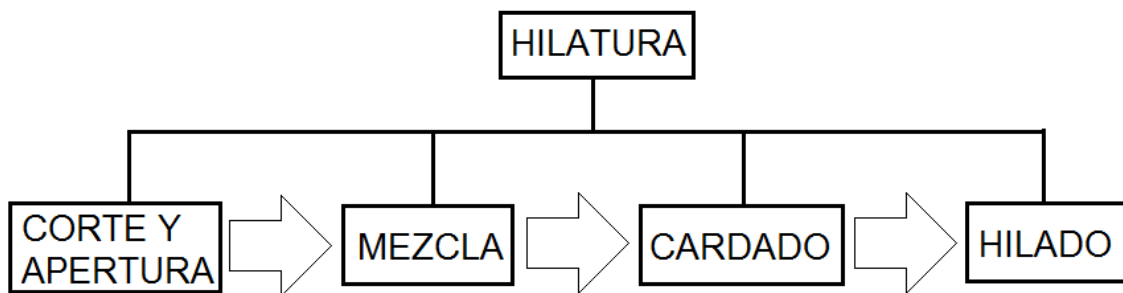 HILATURA
CORTE Y
APERTURA
MEZCLA
CARDADO
HILADO